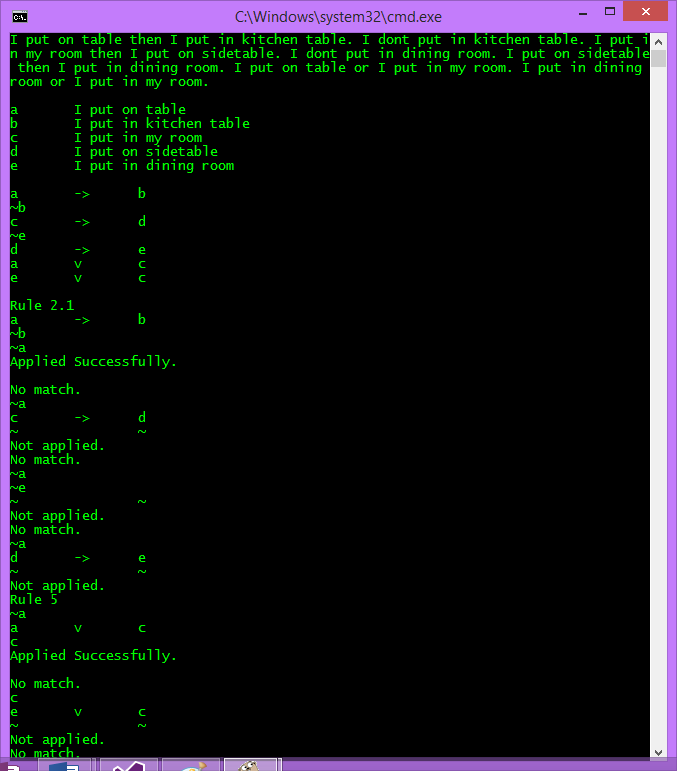 C:\Windows\system32\cmd.exe
I put on table then I put in kitchen table. I dont put in kitchen table. I put i
n my room then I put on sidetable. I dont put in dining room. I put on sidetable
 then I put in dining room. I put on table or I put in my room. I put in dining
room or I put in my room.
a I put on table
b I put in kitchen table
c I put in my room
d I put on sidetable
e I put in dining room
a -> b
~b
c -> d
~e
d -> e
a v c
e v c
Rule 2.1
a -> b
~b
~a
Applied Successfully.
No match.
~a
c -> d
~ ~
Not applied.
No match.
~a
~e
~ ~
Not applied.
No match.
~a
d -> e
~ ~
Not applied.
Rule 5
~a
a v c
c
Applied Successfully.
No match.
c
e v c
~ ~
Not applied.
No match.